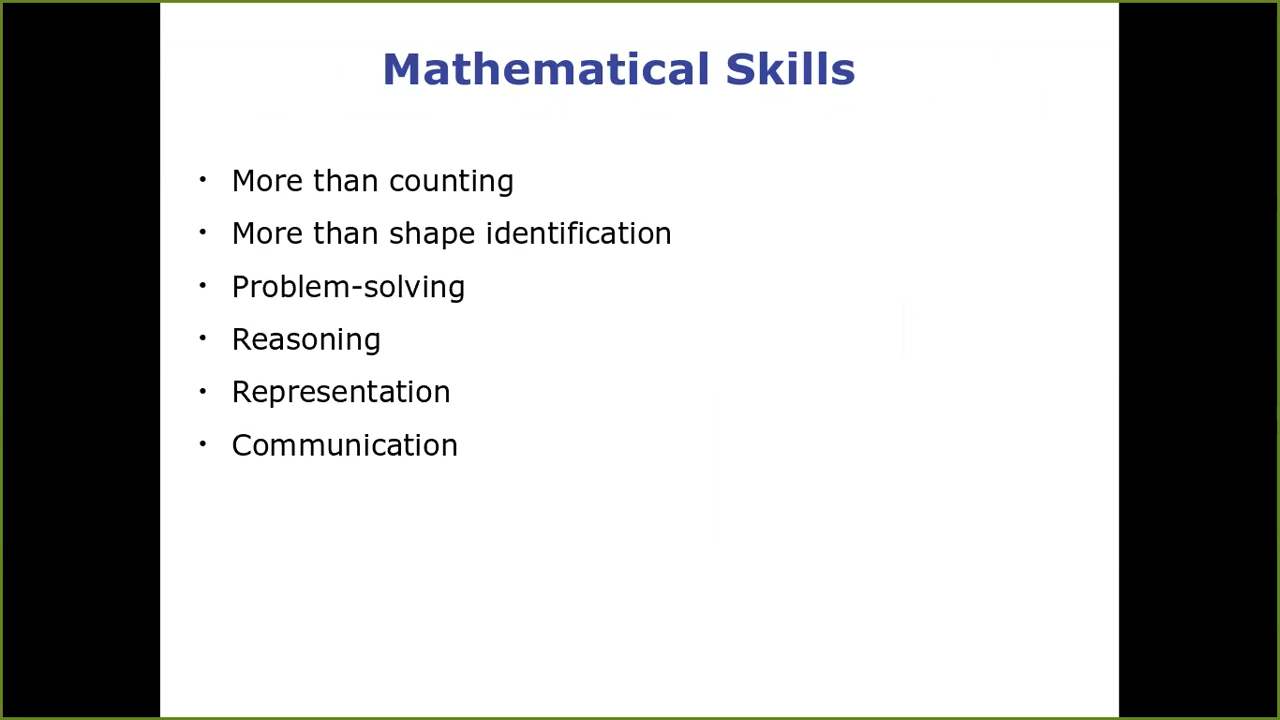 Mathematical Skills
• More than counting
• More than shape identification
• Problem-solving
• Reasoning
• Representation
• Communication